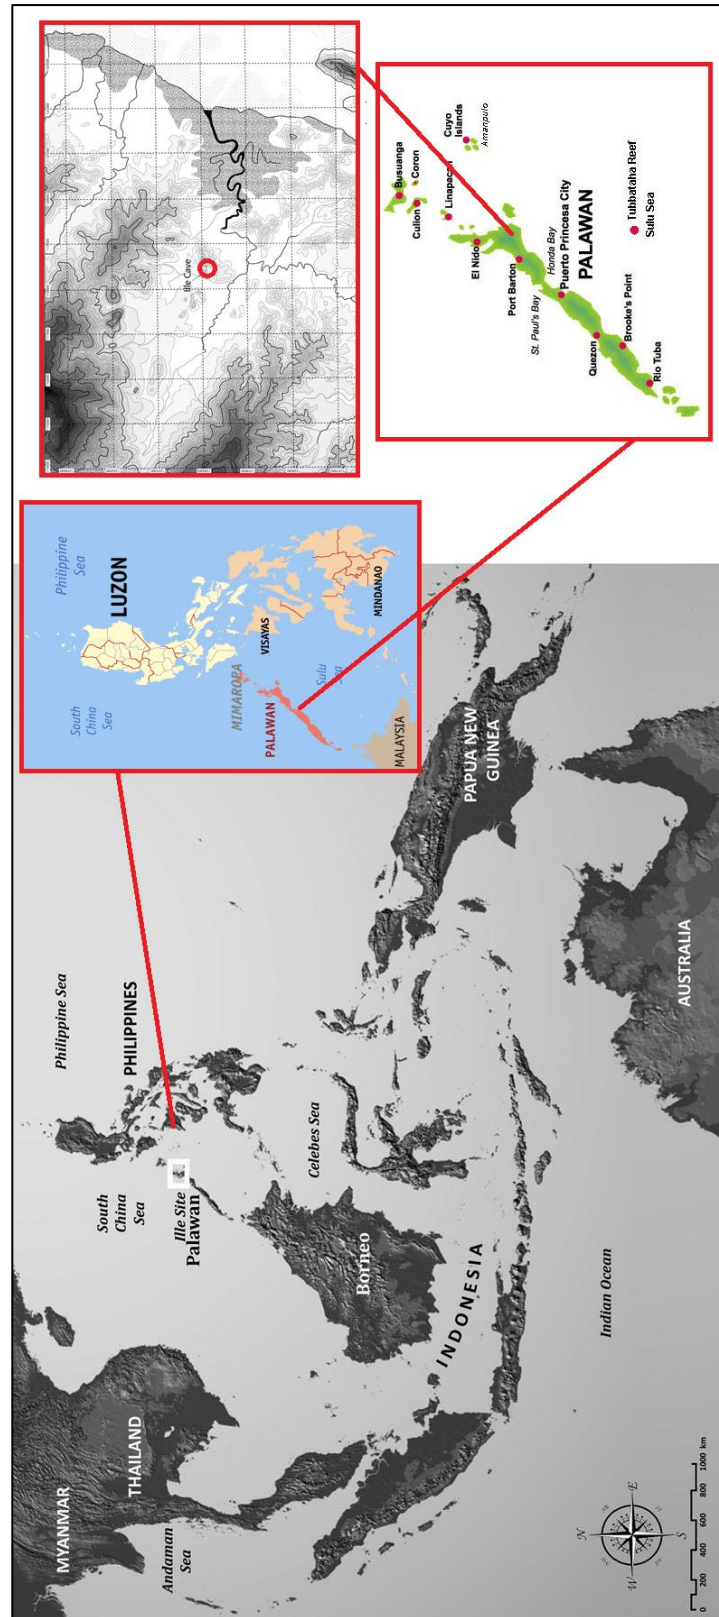 MYANMAR
THAILAND
Andaman
Sea
South
China
Sea
Ille Site
Palawan
Philippine Sea
PHILIPPINES
Borneo
Celebes Sea
INDONESIA
Indian Ocean
PAPUA NEW
GUINEA
AUSTRALIA
N
W
E
S
0 200 400 600 800 1000 km
South
China
Sea
Philippine
Sea
LUZON
MIMARORA
PALAWAN
VISAYAS
Sulu
Sea
MINDANAO
MALAYSIA
Ille Cave
Busuanga
Coron
Culion
Linapacan
Cuyo
Islands
Amanpulo
El Nido
Port Barton
St. Paul's Bay
Honda Bay
Puerto Princesa City
PALAWAN
Quezon
Brooke's Point
Rio Tuba
Tubbataha Reef
Sulu Sea